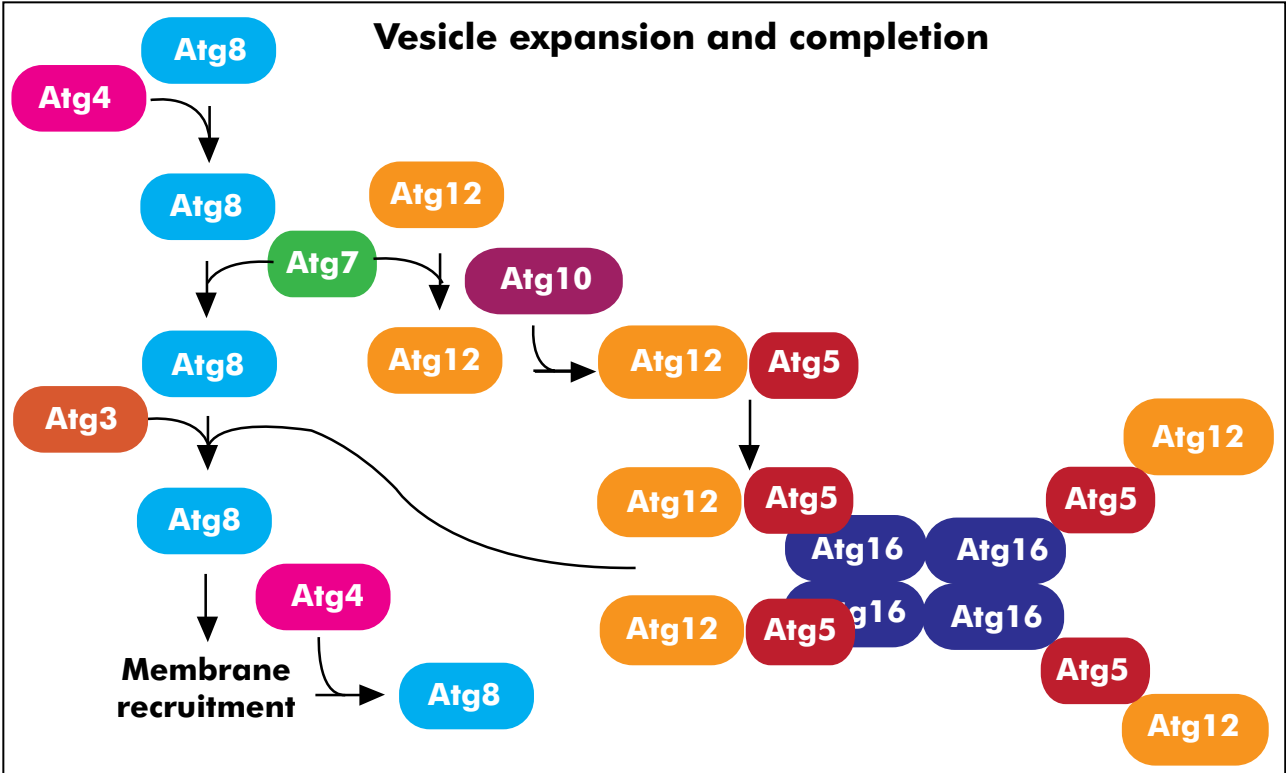 Vesicle expansion and completion
Atg8
Atg4
Atg8
Atg12
Atg7
Atg10
Atg8
Atg12
Atg12
Atg5
Atg3
Atg12
Atg8
Atg12
Atg5
Atg5
Atg16
Atg16
Atg4
Atg12
Atg5
tg16
Atg16
Membrane
recruitment
Atg8
Atg5
Atg12